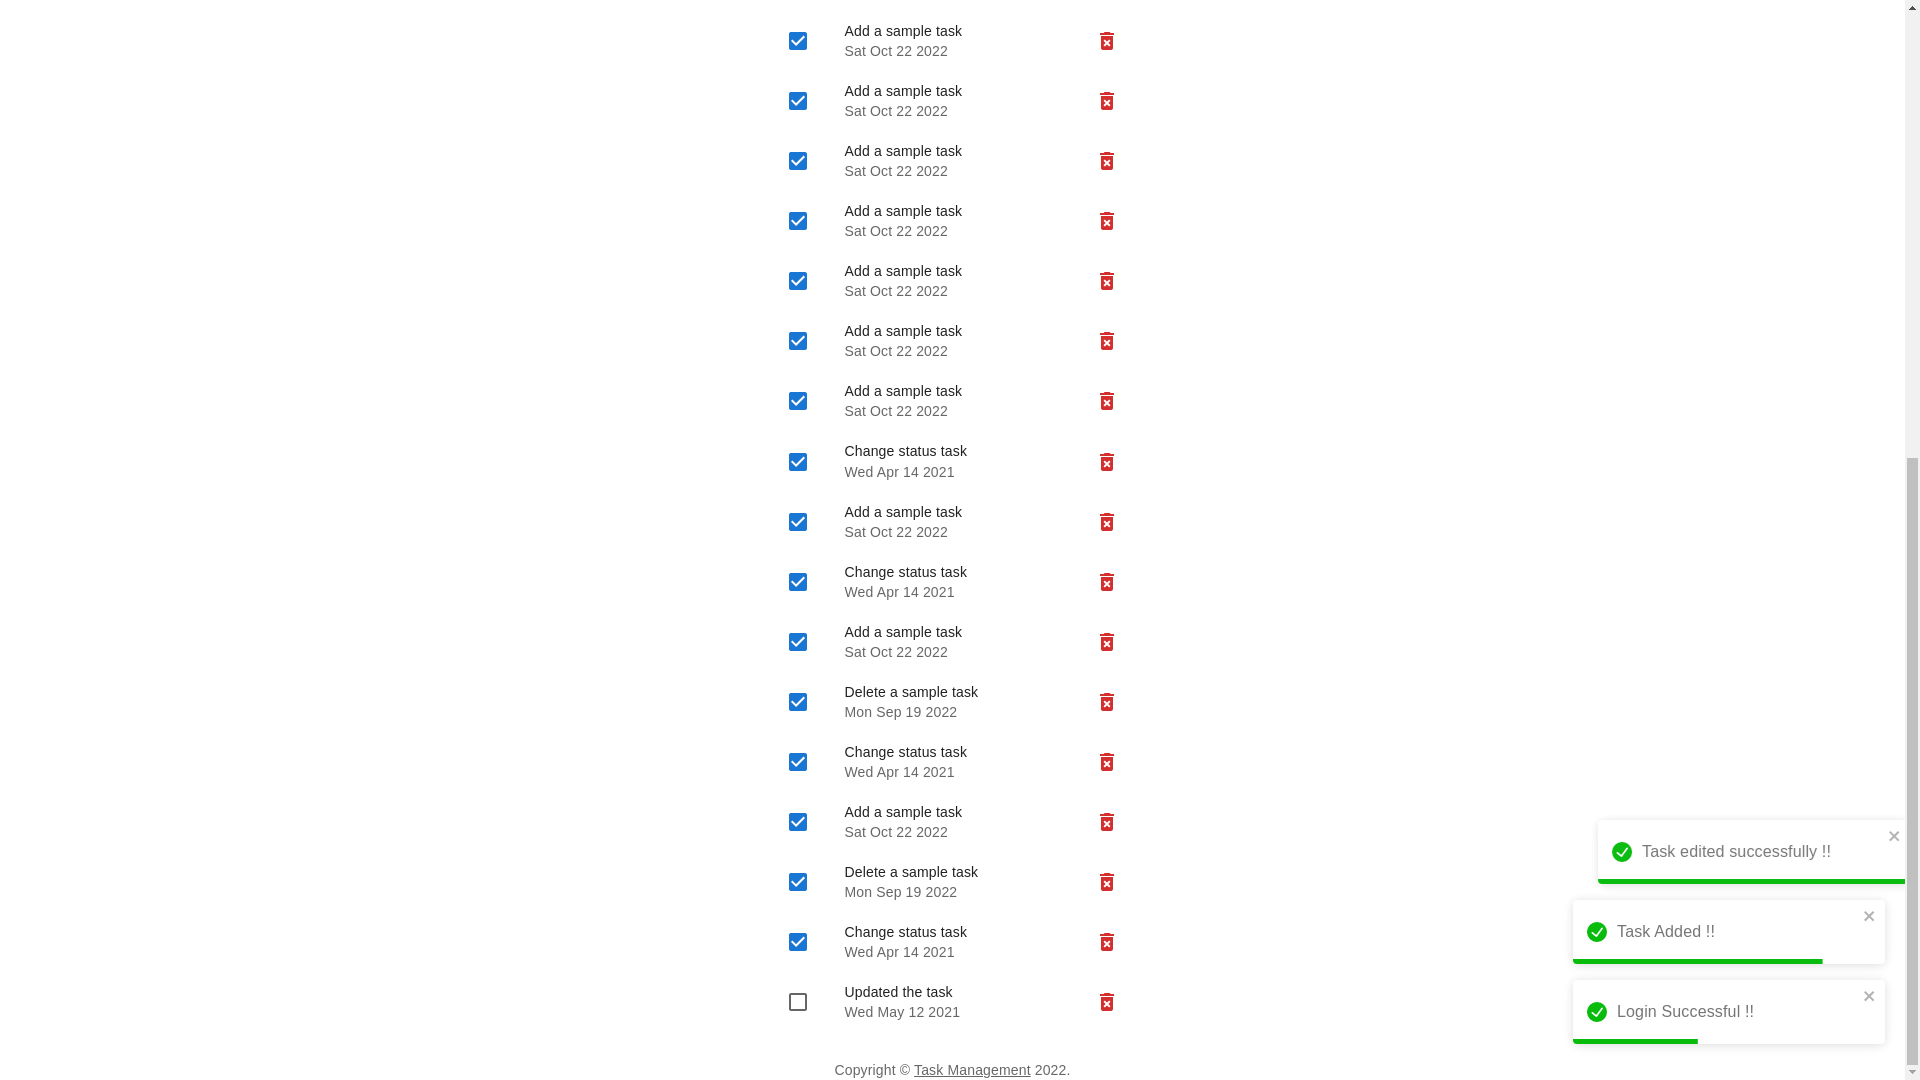 Add a sample task
Sat Oct 22 2022
Add a sample task
Sat Oct 22 2022
Add a sample task
Sat Oct 22 2022
Add a sample task
Sat Oct 22 2022
Add a sample task
Sat Oct 22 2022
Add a sample task
Sat Oct 22 2022
Add a sample task
Sat Oct 22 2022
Change status task
Wed Apr 14 2021
Add a sample task
Sat Oct 22 2022
Change status task
Wed Apr 14 2021
Add a sample task
Sat Oct 22 2022
Delete a sample task
Mon Sep 19 2022
Change status task
Wed Apr 14 2021
Add a sample task
Sat Oct 22 2022
Delete a sample task
Mon Sep 19 2022
Change status task
Wed Apr 14 2021
Updated the task
Wed May 12 2021
Copyright © Task Management 2022.
Task edited successfully !!
Task Added !!
Login Successful !!